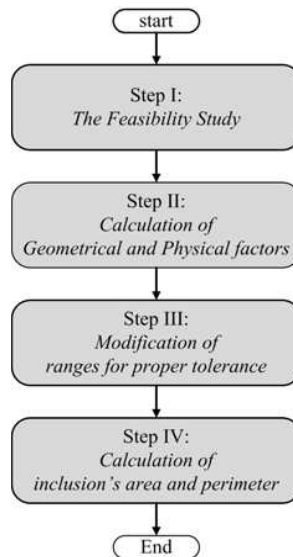 start
Step I:
The Feasibility Study
Step II:
Calculation of
Geometrical and Physical factors
Step III:
Modification of
ranges for proper tolerance
Step IV:
Calculation of
inclusion's area and perimeter
End